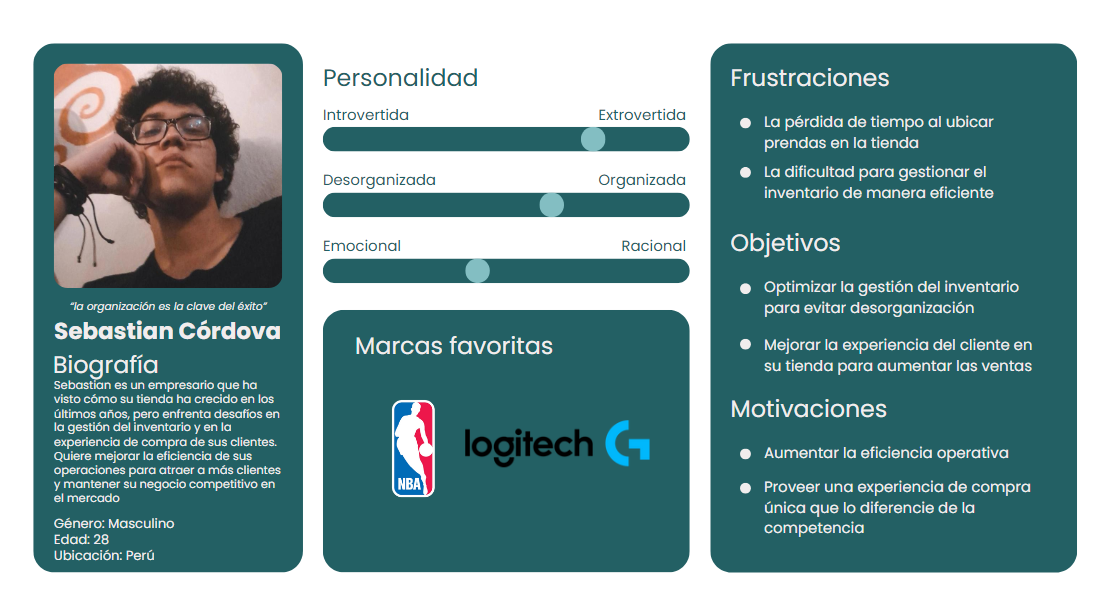 “la organización es la clave del éxito”
Sebastian Córdova
Biografía
Sebastian es un empresario que ha
visto cómo su tienda ha crecido en los
últimos años, pero enfrenta desafíos en
la gestión del inventario y en la
experiencia de compra de sus clientes.
Quiere mejorar la eficiencia de sus
operaciones para atraer a más clientes
y mantener su negocio competitivo en
el mercado
Género: Masculino
Edad: 28
Ubicación: Perú
Personalidad
Introvertida Extrovertida
Desorganizada Organizada
Emocional Racional
Marcas favoritas
NBA
logitech G
Frustraciones
La pérdida de tiempo al ubicar
prendas en la tienda
La dificultad para gestionar el
inventario de manera eficiente
Objetivos
Optimizar la gestión del inventario
para evitar desorganización
Mejorar la experiencia del cliente en
su tienda para aumentar las ventas
Motivaciones
Aumentar la eficiencia operativa
Proveer una experiencia de compra
única que lo diferencie de la
competencia